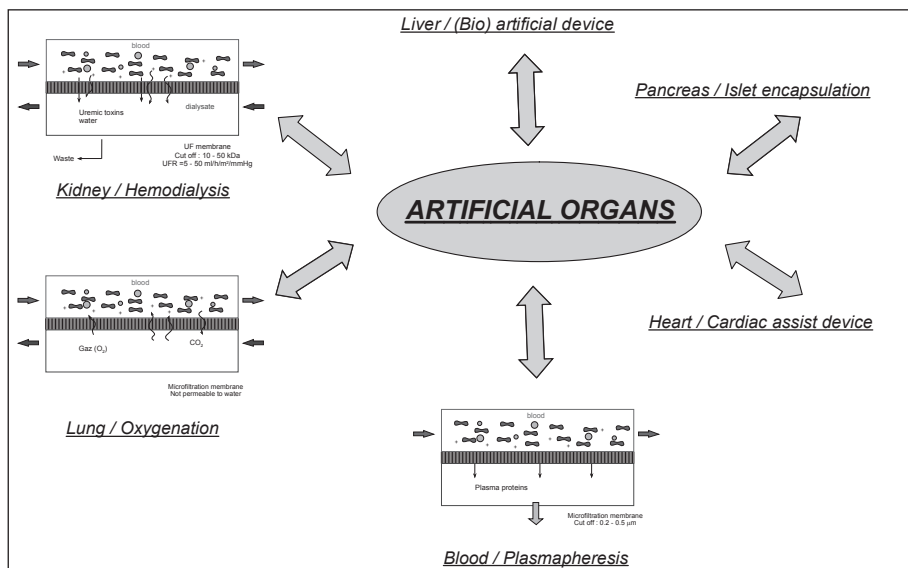 Liver / (Bio) artificial device
blood
Uremic toxins
water
dialysate
Waste
UF membrane
Cut off : 10 - 50 kDa
UFR =5 - 50 ml/h/m²/mmHg
Kidney / Hemodialysis
Pancreas / Islet encapsulation
ARTIFICIAL ORGANS
blood
Gaz (O₂)
CO₂
Microfiltration membrane
Not permeable to water
Lung / Oxygenation
Heart / Cardiac assist device
blood
Plasma proteins
Microfiltration membrane
Cut off : 0.2 - 0.5 μm
Blood / Plasmapheresis